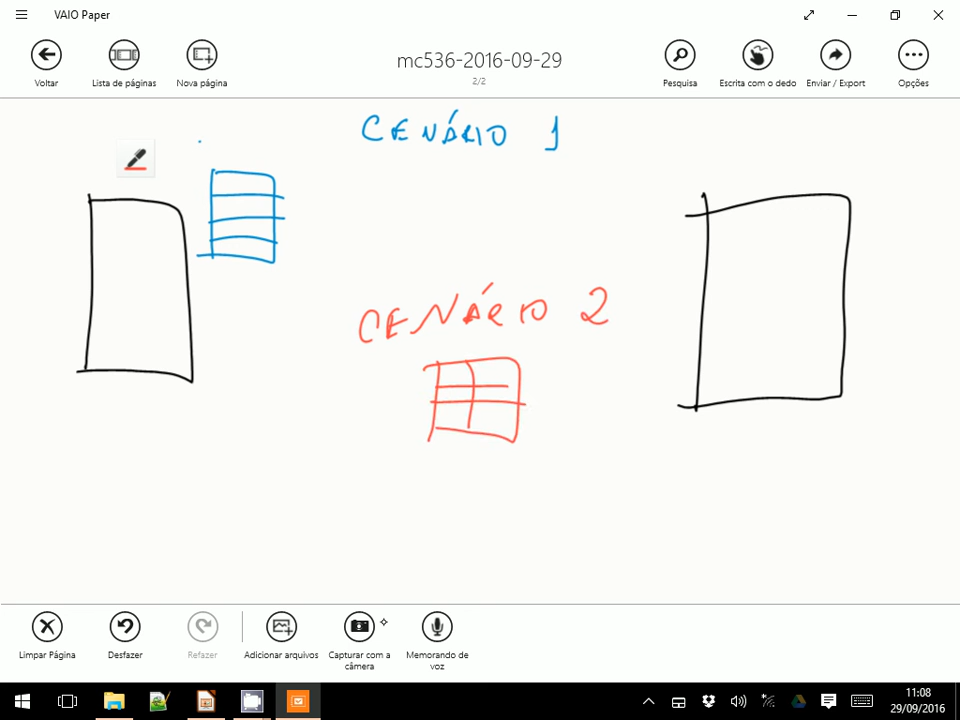 VAIO Paper
Voltar
Lista de páginas
Nova página
mc536-2016-09-29
2/2
Pesquisa
Escrita com o dedo
Enviar / Export
Opções
CENÁRIO 1
CENÁRIO 2
Limpar Página
Desfazer
Refazer
Adicionar arquivos
Capturar com a
câmera
Memorando de
voz
11:08
29/09/2016